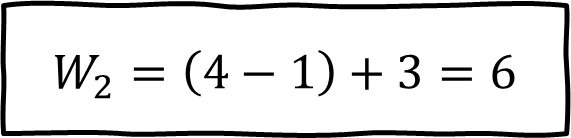 W₂ = (4 − 1) + 3 = 6